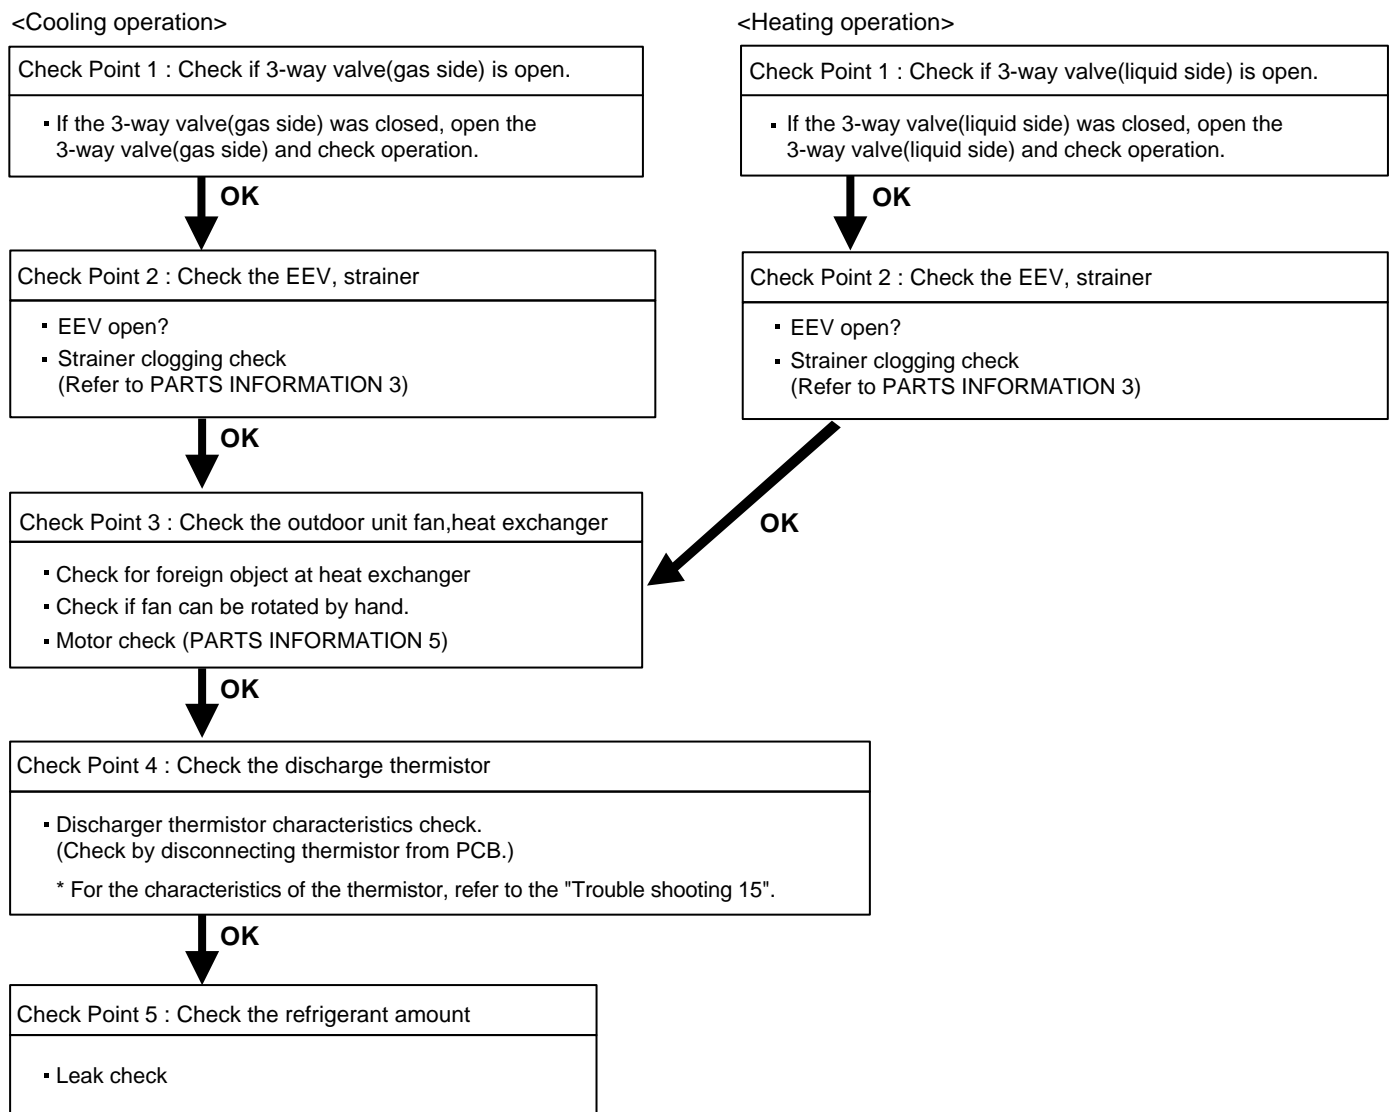 <Cooling operation>
Check Point 1 : Check if 3-way valve(gas side) is open.
▪ If the 3-way valve(gas side) was closed, open the
3-way valve(gas side) and check operation.
OK
Check Point 2 : Check the EEV, strainer
▪ EEV open?
▪ Strainer clogging check
(Refer to PARTS INFORMATION 3)
OK
<Heating operation>
Check Point 1 : Check if 3-way valve(liquid side) is open.
▪ If the 3-way valve(liquid side) was closed, open the
3-way valve(liquid side) and check operation.
OK
Check Point 2 : Check the EEV, strainer
▪ EEV open?
▪ Strainer clogging check
(Refer to PARTS INFORMATION 3)
OK
Check Point 3 : Check the outdoor unit fan,heat exchanger
▪ Check for foreign object at heat exchanger
▪ Check if fan can be rotated by hand.
▪ Motor check (PARTS INFORMATION 5)
OK
Check Point 4 : Check the discharge thermistor
▪ Discharger thermistor characteristics check.
(Check by disconnecting thermistor from PCB.)
* For the characteristics of the thermistor, refer to the "Trouble shooting 15".
OK
Check Point 5 : Check the refrigerant amount
▪ Leak check